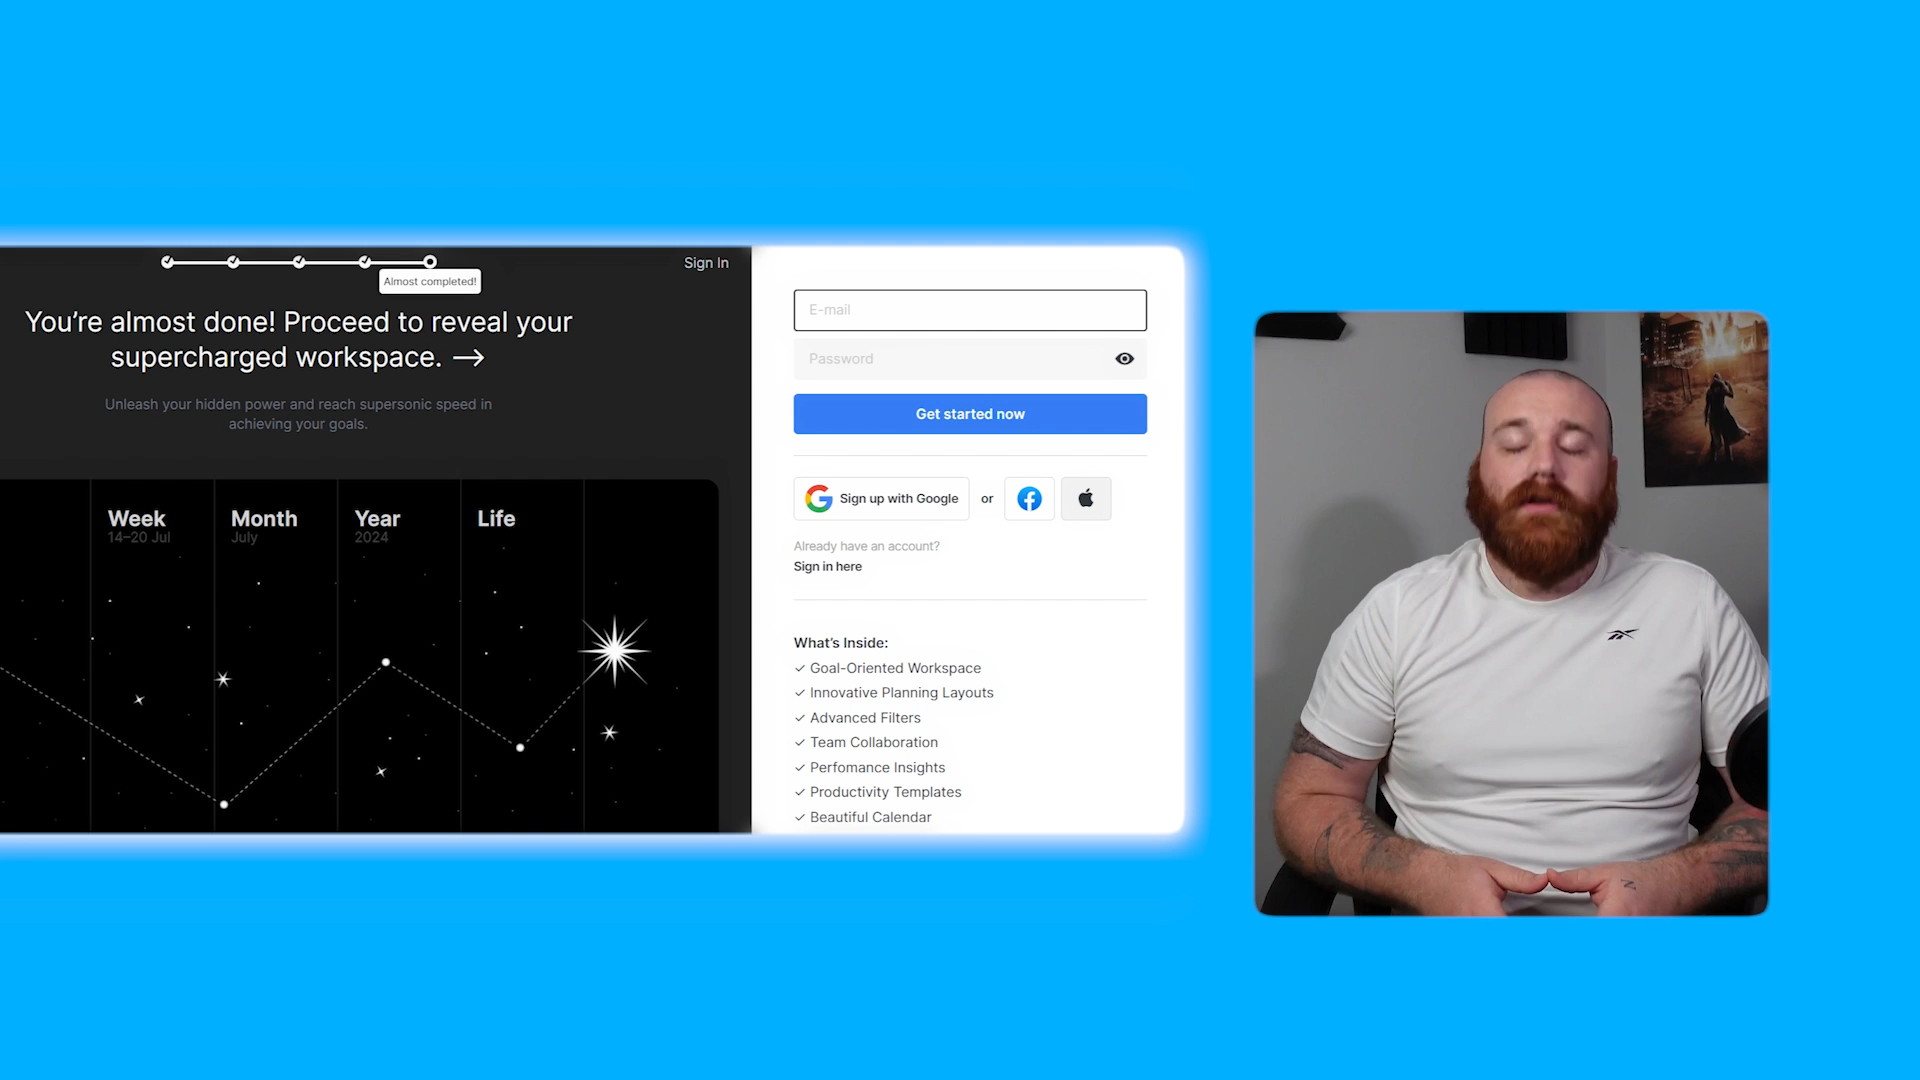 Sign In
Almost completed!
You're almost done! Proceed to reveal your
supercharged workspace. →
Unleash your hidden power and reach supersonic speed in
achieving your goals.
Week
14–20 Jul
Month
July
Year
2024
Life
E-mail
Password
Get started now
Sign up with Google
or
Already have an account?
Sign in here
What's Inside:
✓ Goal-Oriented Workspace
✓ Innovative Planning Layouts
✓ Advanced Filters
✓ Team Collaboration
✓ Perfomance Insights
✓ Productivity Templates
✓ Beautiful Calendar